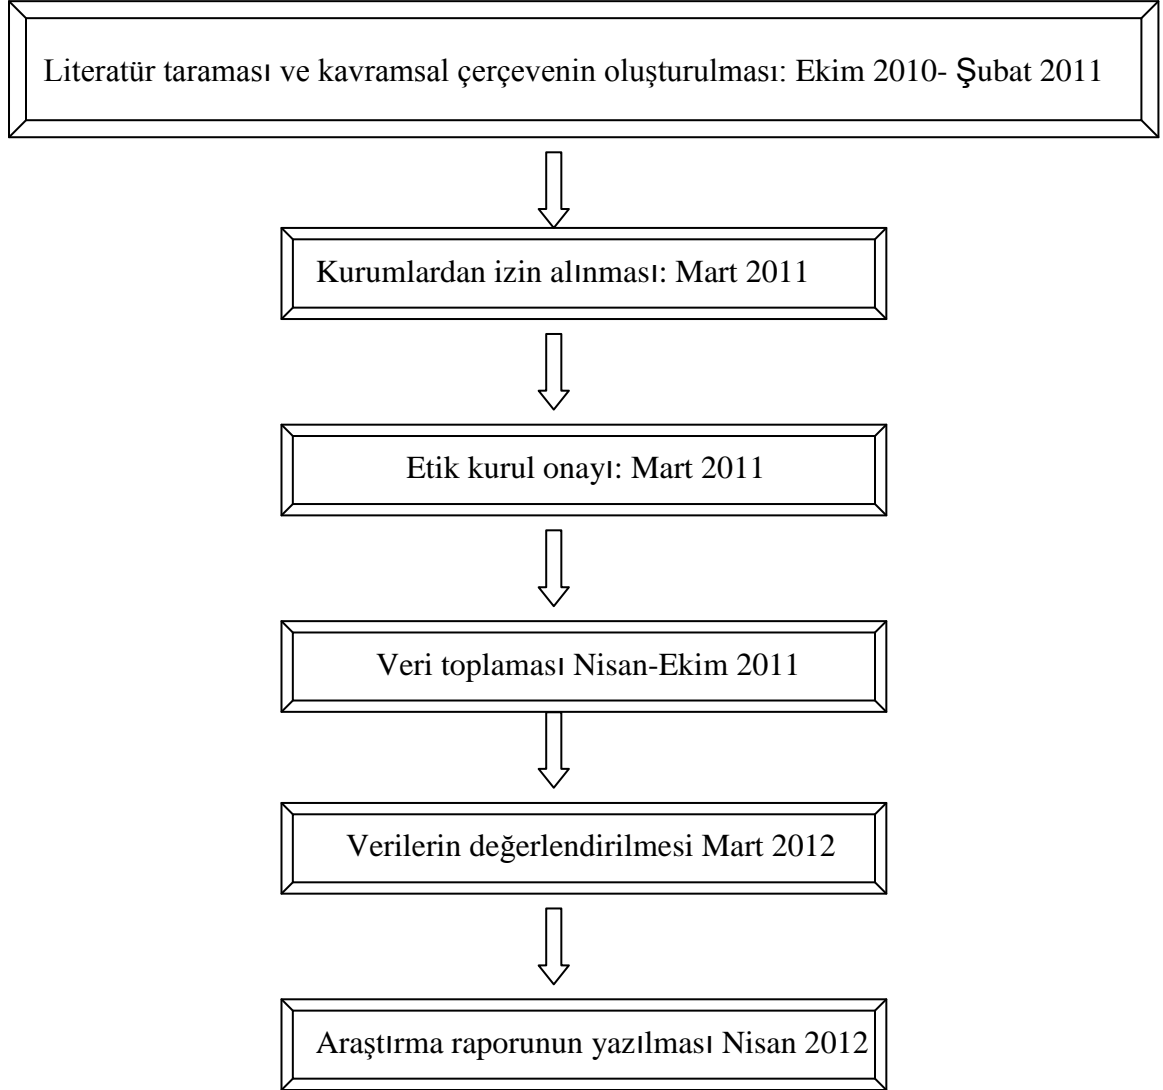 Literatür taraması ve kavramsal çerçevenin oluşturulması: Ekim 2010- Şubat 2011
Kurumlardan izin alınması: Mart 2011
Etik kurul onayı: Mart 2011
Veri toplaması Nisan-Ekim 2011
Verilerin değerlendirilmesi Mart 2012
Araştırma raporunun yazılması Nisan 2012